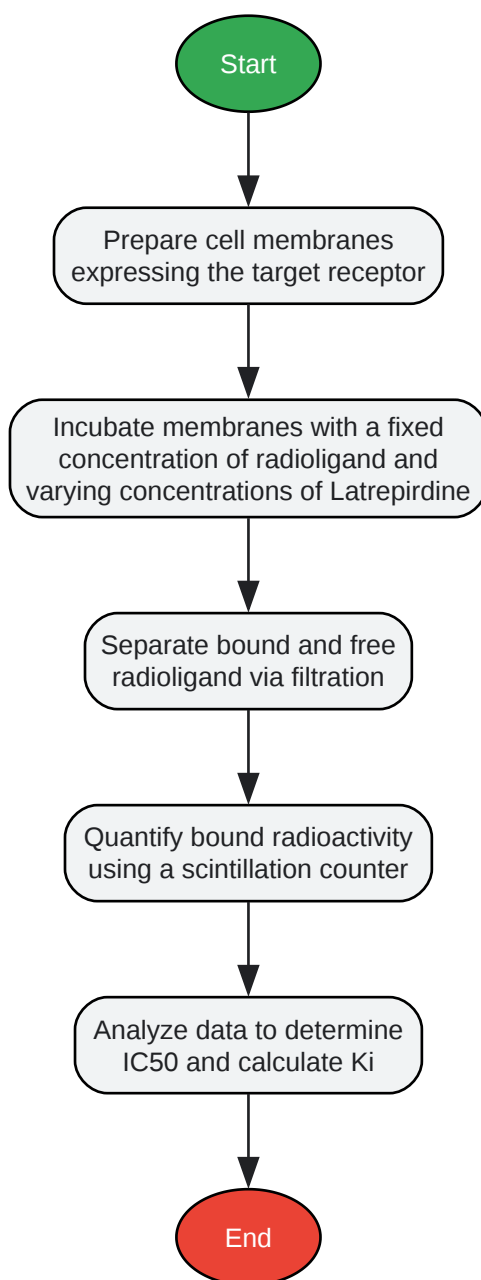 Start
Prepare cell membranes
expressing the target receptor
Incubate membranes with a fixed
concentration of radioligand and
varying concentrations of Latrepirdine
Separate bound and free
radioligand via filtration
Quantify bound radioactivity
using a scintillation counter
Analyze data to determine
IC50 and calculate Ki
End